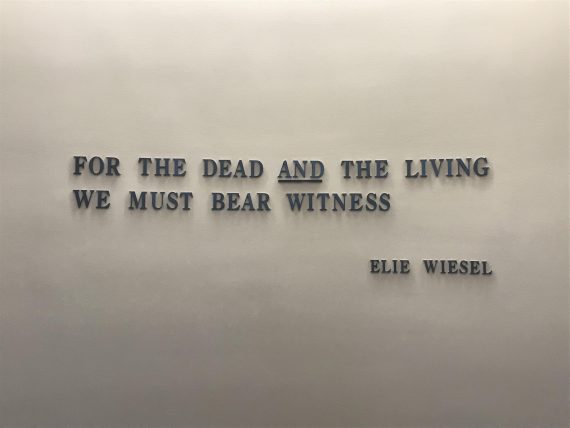 FOR THE DEAD AND THE LIVING
WE MUST BEAR WITNESS
ELIE WIESEL